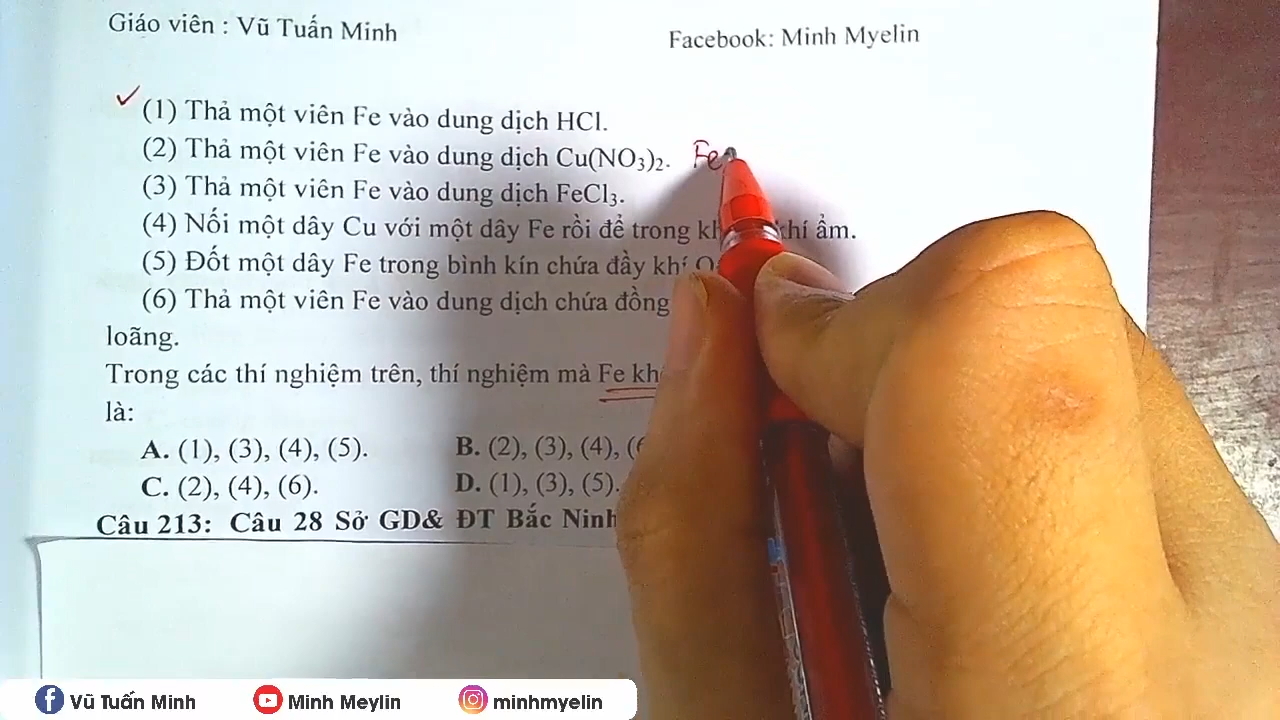 Giáo viên : Vũ Tuấn Minh
Facebook: Minh Myelin
(1) Thả một viên Fe vào dung dịch HCl.
(2) Thả một viên Fe vào dung dịch Cu(NO₃)₂. Fe
(3) Thả một viên Fe vào dung dịch FeCl₃.
(4) Nối một dây Cu với một dây Fe rồi để trong khí ẩm.
(5) Đốt một dây Fe trong bình kín chứa đầy khí
(6) Thả một viên Fe vào dung dịch chứa đồng
loãng.
Trong các thí nghiệm trên, thí nghiệm mà Fe
là:
A. (1), (3), (4), (5).
B. (2), (3), (4),
C. (2), (4), (6).
D. (1), (3), (5).
Câu 213: Câu 28 Sở GD& ĐT Bắc Ninh
Vũ Tuấn Minh
Minh Meylin
minhmyelin